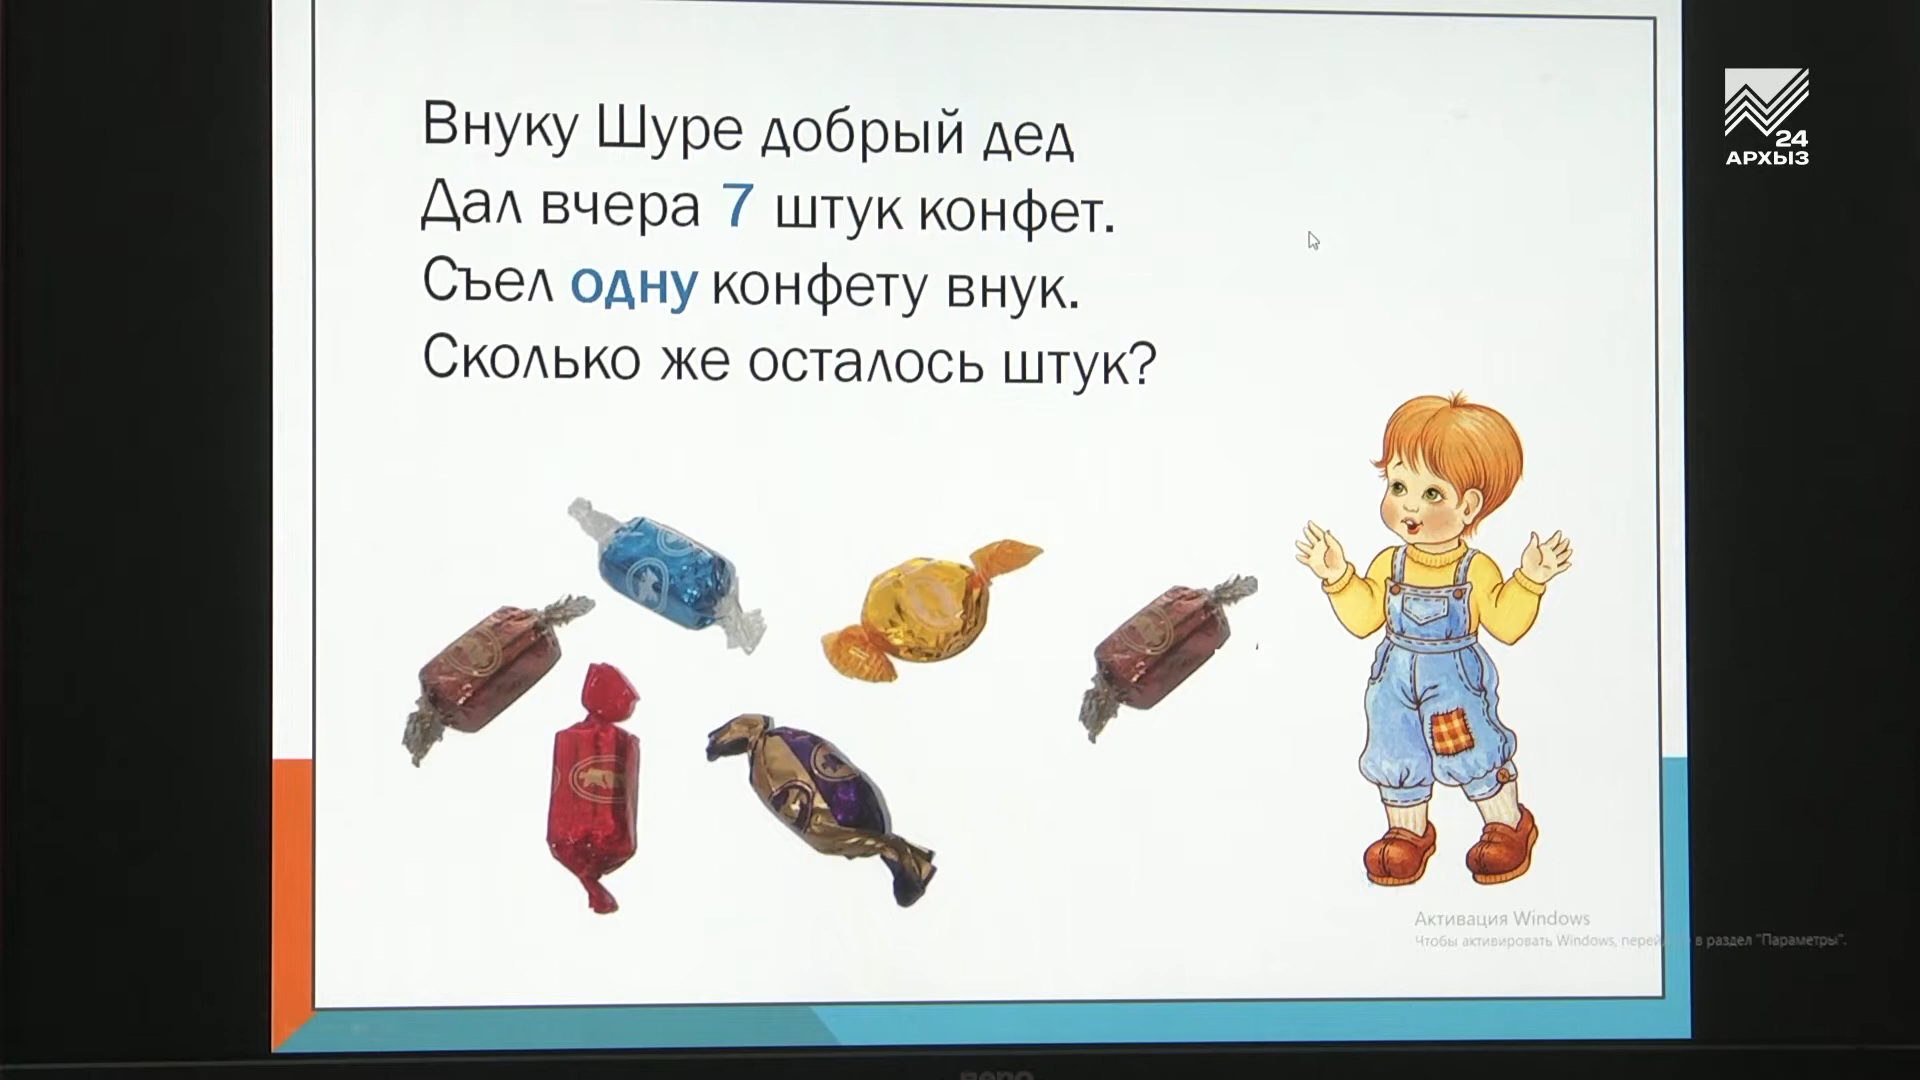 Внуку Шуре добрый дед
Дал вчера 7 штук конфет.
Съел одну конфету внук.
Сколько же осталось штук?
24
АРХЫЗ
Активация Windows
Чтобы активировать Windows, перейдите в раздел "Параметры".